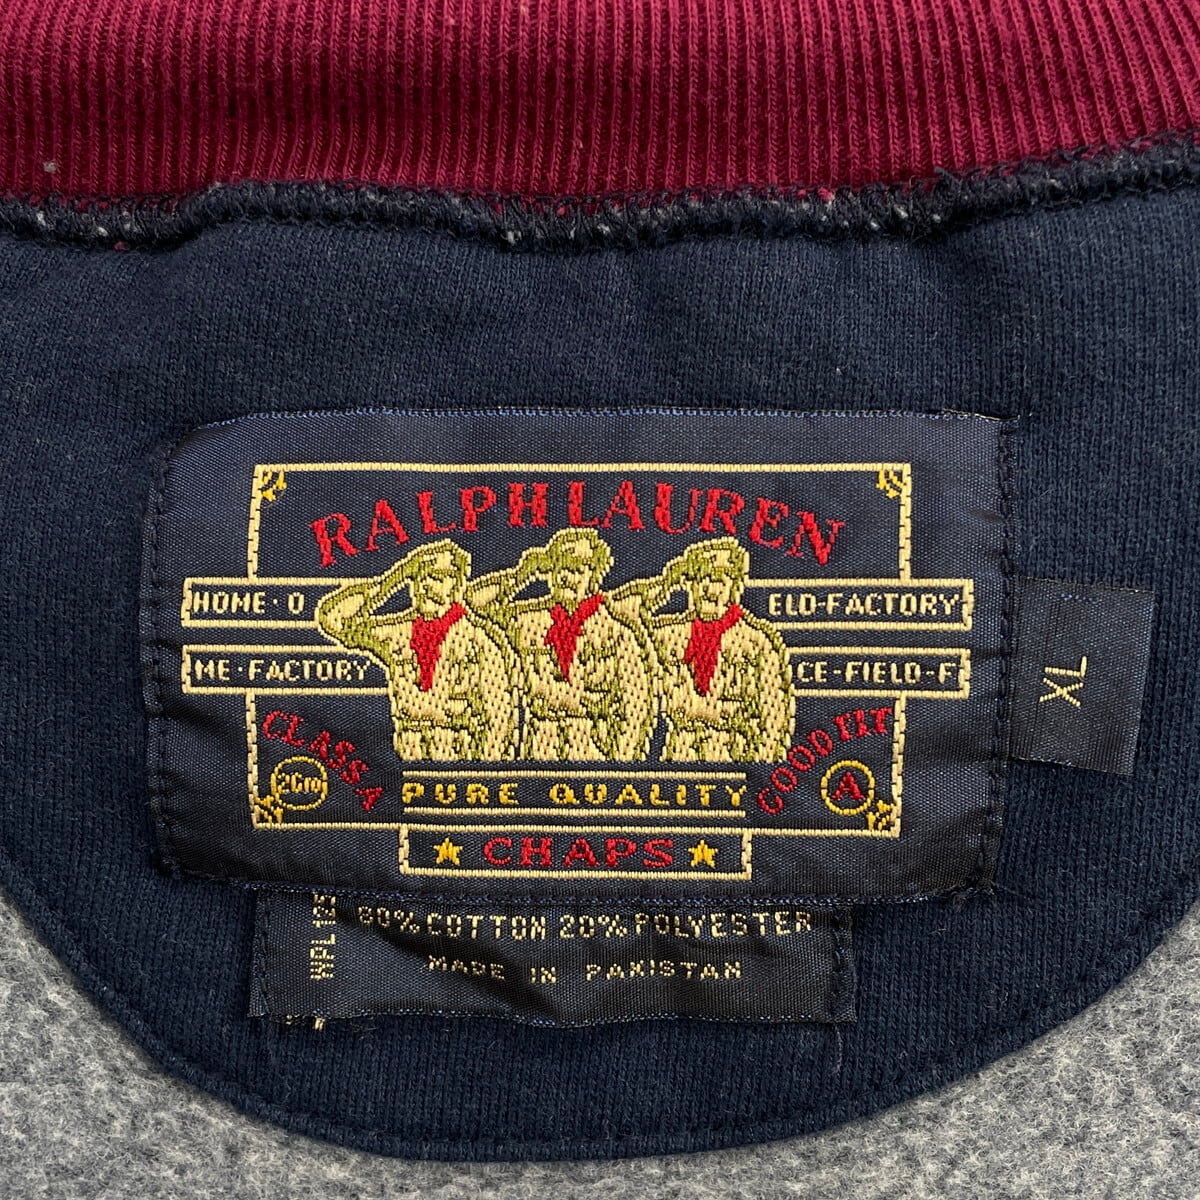 RALPH LAUREN
HOME·O
ELD-FACTORY
ME·FACTORY
CE-FIELD-F
CLASS A
GOOD FIT
A
PURE QUALITY
CHAPS
XL
80% COTTON 20% POLYESTER
MADE IN PAKISTAN